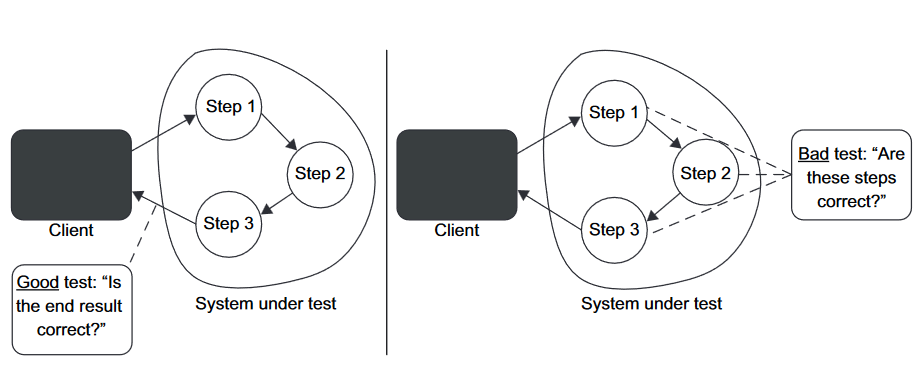 Step 1
Step 2
Step 3
Client
Good test: “Is
the end result
correct?”
System under test
Step 1
Step 2
Step 3
Client
Bad test: “Are
these steps
correct?”
System under test